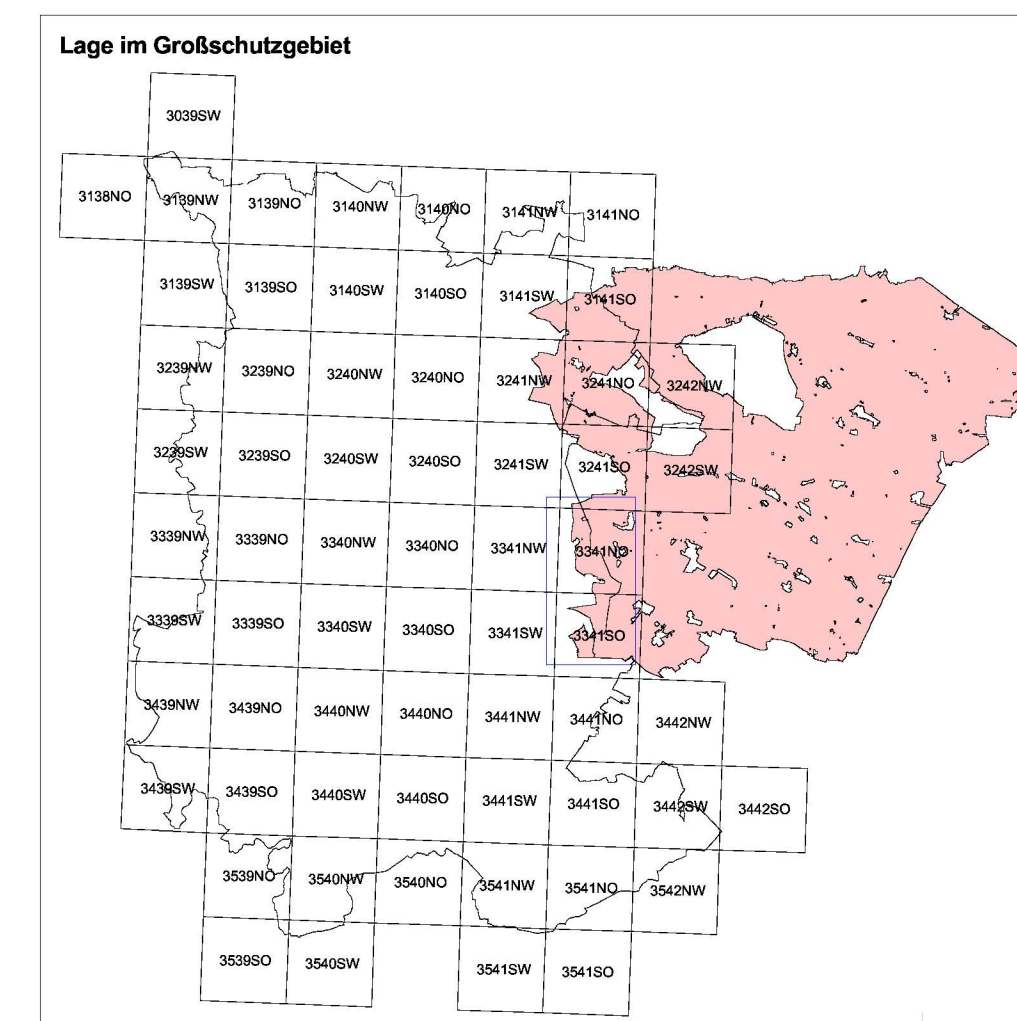 Lage im Großschutzgebiet
3039SW
3138NO 3139NW 3139NO 3140NW 3140NO 3141NW 3141NO
3139SW 3139SO 3140SW 3140SO 3141SW 3141SO
3239NW 3239NO 3240NW 3240NO 3241NW 3241NO 3242NW
3239SW 3239SO 3240SW 3240SO 3241SW 3241SO 3242SW
3339NW 3339NO 3340NW 3340NO 3341NW 3341NO
3339SW 3339SO 3340SW 3340SO 3341SW 3341SO
3439NW 3439NO 3440NW 3440NO 3441NW 3441NO 3442NW
3439SW 3439SO 3440SW 3440SO 3441SW 3441SO 3442SW 3442SO
3539NO 3540NW 3540NO 3541NW 3541NO 3542NW
3539SO 3540SW 3541SW 3541SO